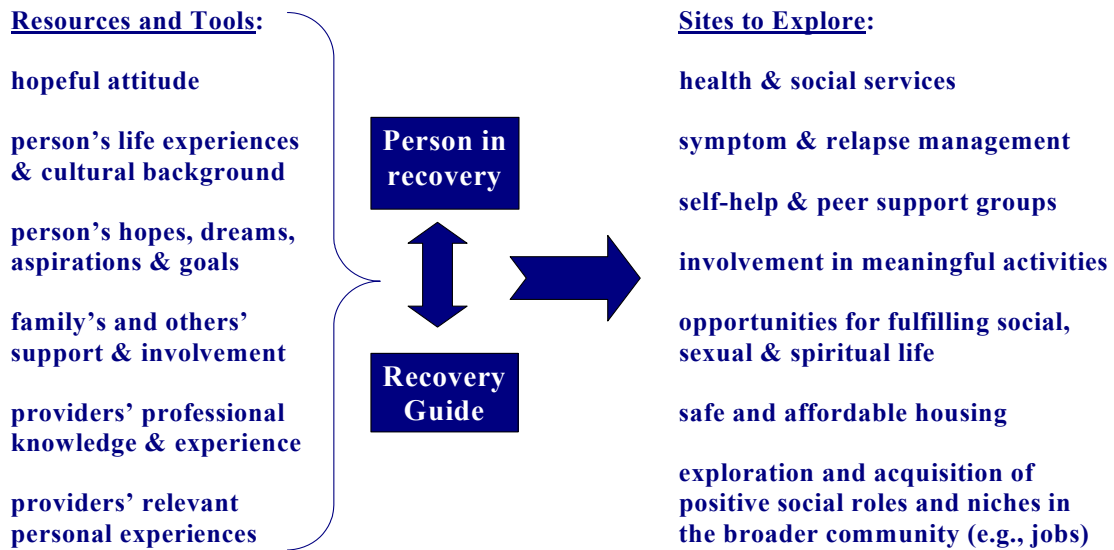 Resources and Tools:
hopeful attitude
person’s life experiences
& cultural background
person’s hopes, dreams,
aspirations & goals
family’s and others’
support & involvement
providers’ professional
knowledge & experience
providers’ relevant
personal experiences
Person in
recovery
Recovery
Guide
Sites to Explore:
health & social services
symptom & relapse management
self-help & peer support groups
involvement in meaningful activities
opportunities for fulfilling social,
sexual & spiritual life
safe and affordable housing
exploration and acquisition of
positive social roles and niches in
the broader community (e.g., jobs)